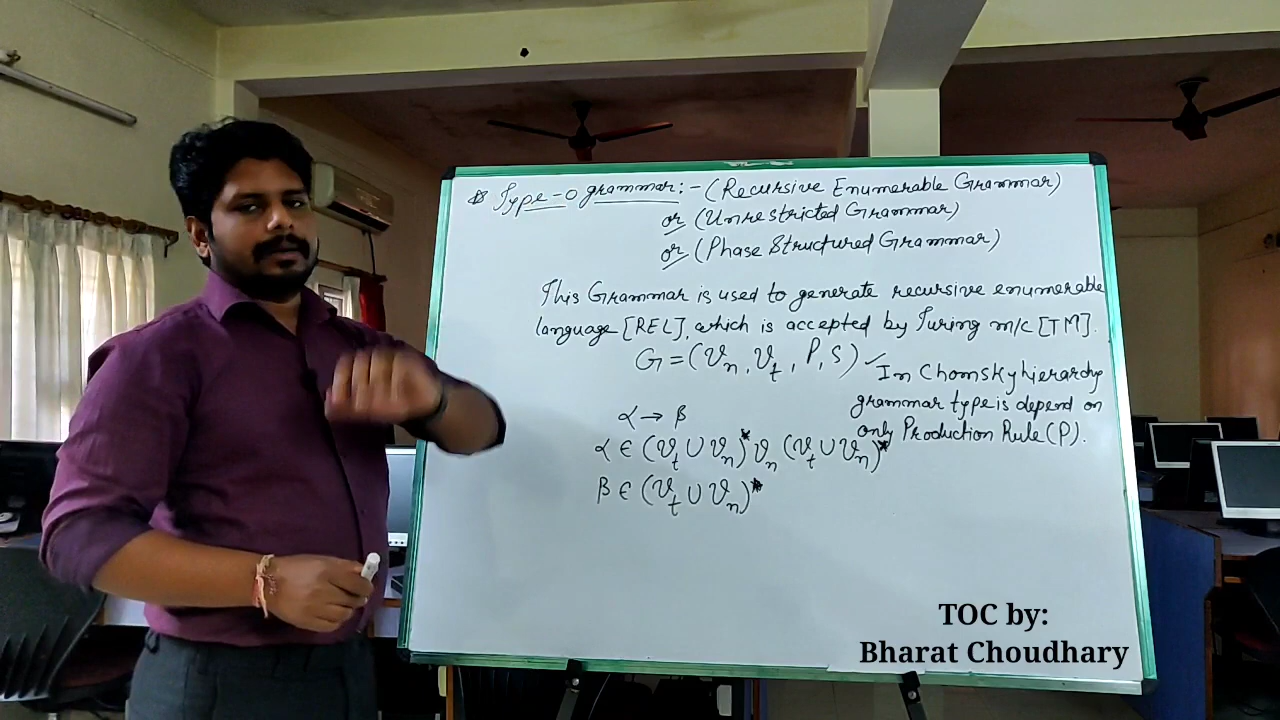 Type-0 grammar:- (Recursive Enumerable Grammar)
or (Unrestricted Grammar)
or (Phase Structured Grammar)
This Grammar is used to generate recursive enumerable
language [REL], which is accepted by Turing m/c [TM].
G = (Vn, Vt, P, S) ✓ In Chomsky hierarchy
grammar type is depend on
only Production Rule (P).
α → β
α ∈ (Vt ∪ Vn)* Vn (Vt ∪ Vn)*
β ∈ (Vt ∪ Vn)*
TOC by:
Bharat Choudhary